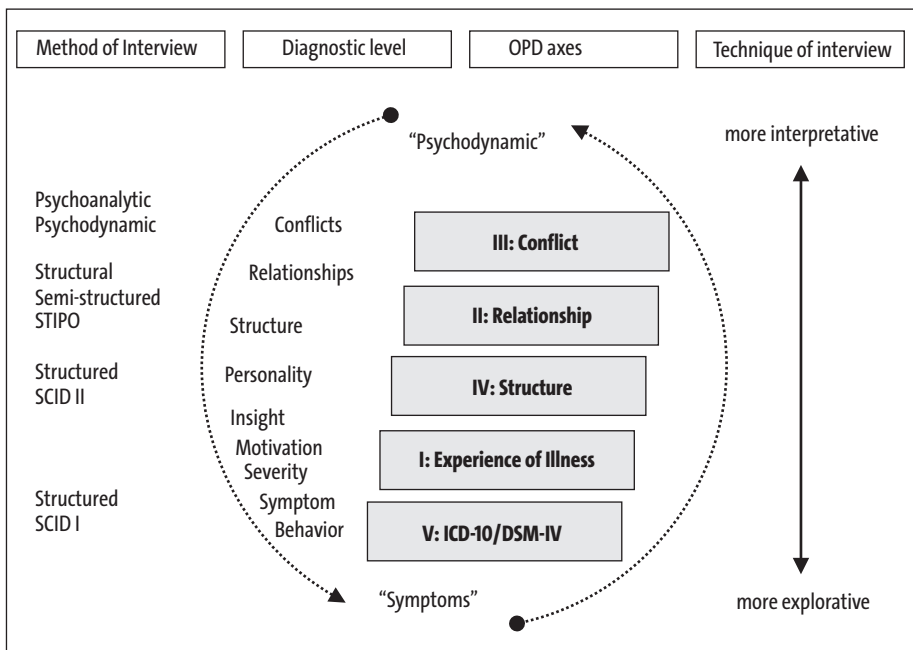 Method of Interview
Diagnostic level
OPD axes
Technique of interview
“Psychodynamic”
more interpretative
Psychoanalytic
Psychodynamic
Conflicts
III: Conflict
Relationships
Structural
Semi-structured
STIPO
II: Relationship
Structure
Structured
SCID II
Personality
IV: Structure
Insight
Motivation
Severity
I: Experience of Illness
Structured
SCID I
Symptom
Behavior
V: ICD-10/DSM-IV
“Symptoms”
more explorative